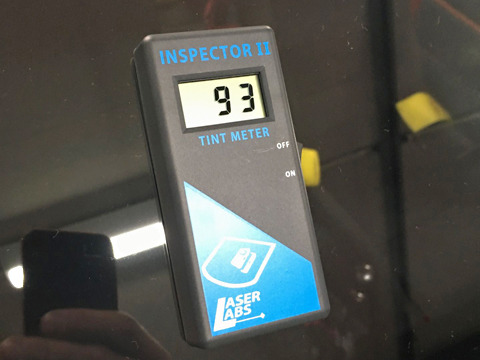 INSPECTOR II
93
TINT METER
OFF
ON
LASER
LABS